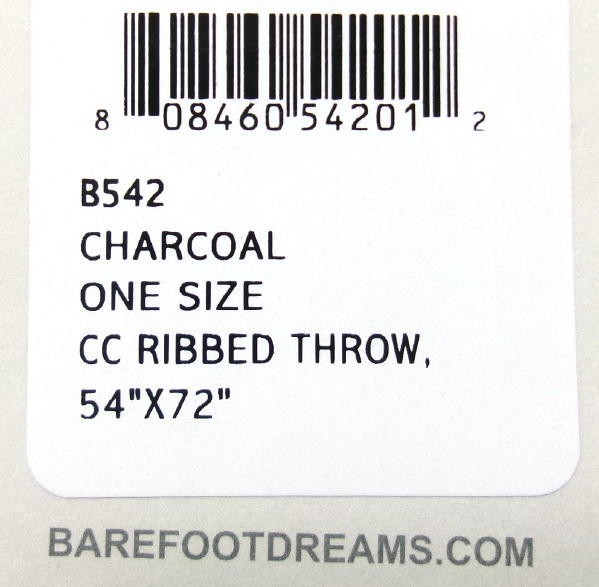 8 08460 54201 2
B542
CHARCOAL
ONE SIZE
CC RIBBED THROW,
54"X72"
BAREFOOTDREAMS.COM